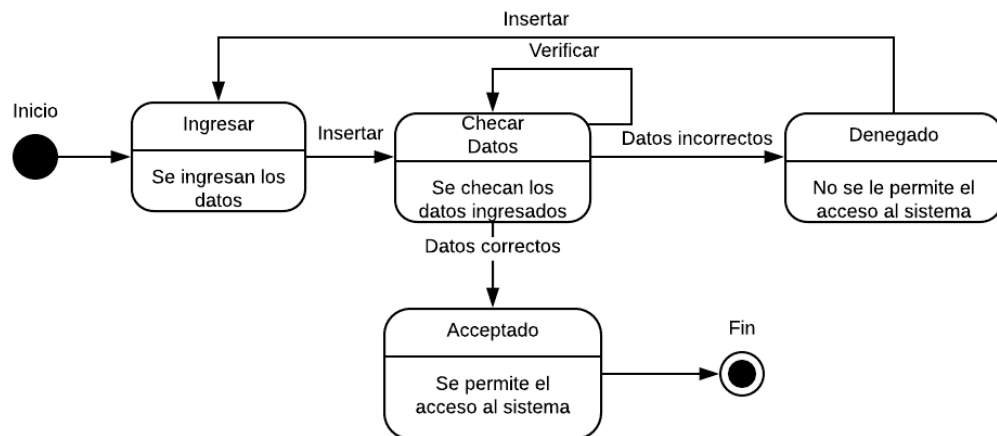 Insertar
Verificar
Inicio
Ingresar
Se ingresan los
datos
Insertar
Checar
Datos
Se checan los
datos ingresados
Datos incorrectos
Denegado
No se le permite el
acceso al sistema
Datos correctos
Acceptado
Se permite el
acceso al sistema
Fin